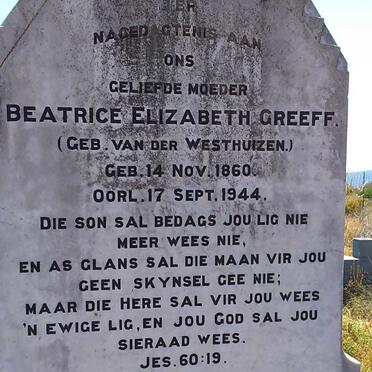 TER
NAGEDAGTENIS AAN
ONS
GELIEFDE MOEDER
BEATRICE ELIZABETH GREEFF.
(GEB. VAN DER WESTHUIZEN.)
GEB. 14 NOV. 1860.
OORL. 17 SEPT. 1944.
DIE SON SAL BEDAGS JOU LIG NIE
MEER WEES NIE,
EN AS GLANS SAL DIE MAAN VIR JOU
GEEN SKYNSEL GEE NIE;
MAAR DIE HERE SAL VIR JOU WEES
'N EWIGE LIG, EN JOU GOD SAL JOU
SIERAAD WEES.
JES. 60:19.